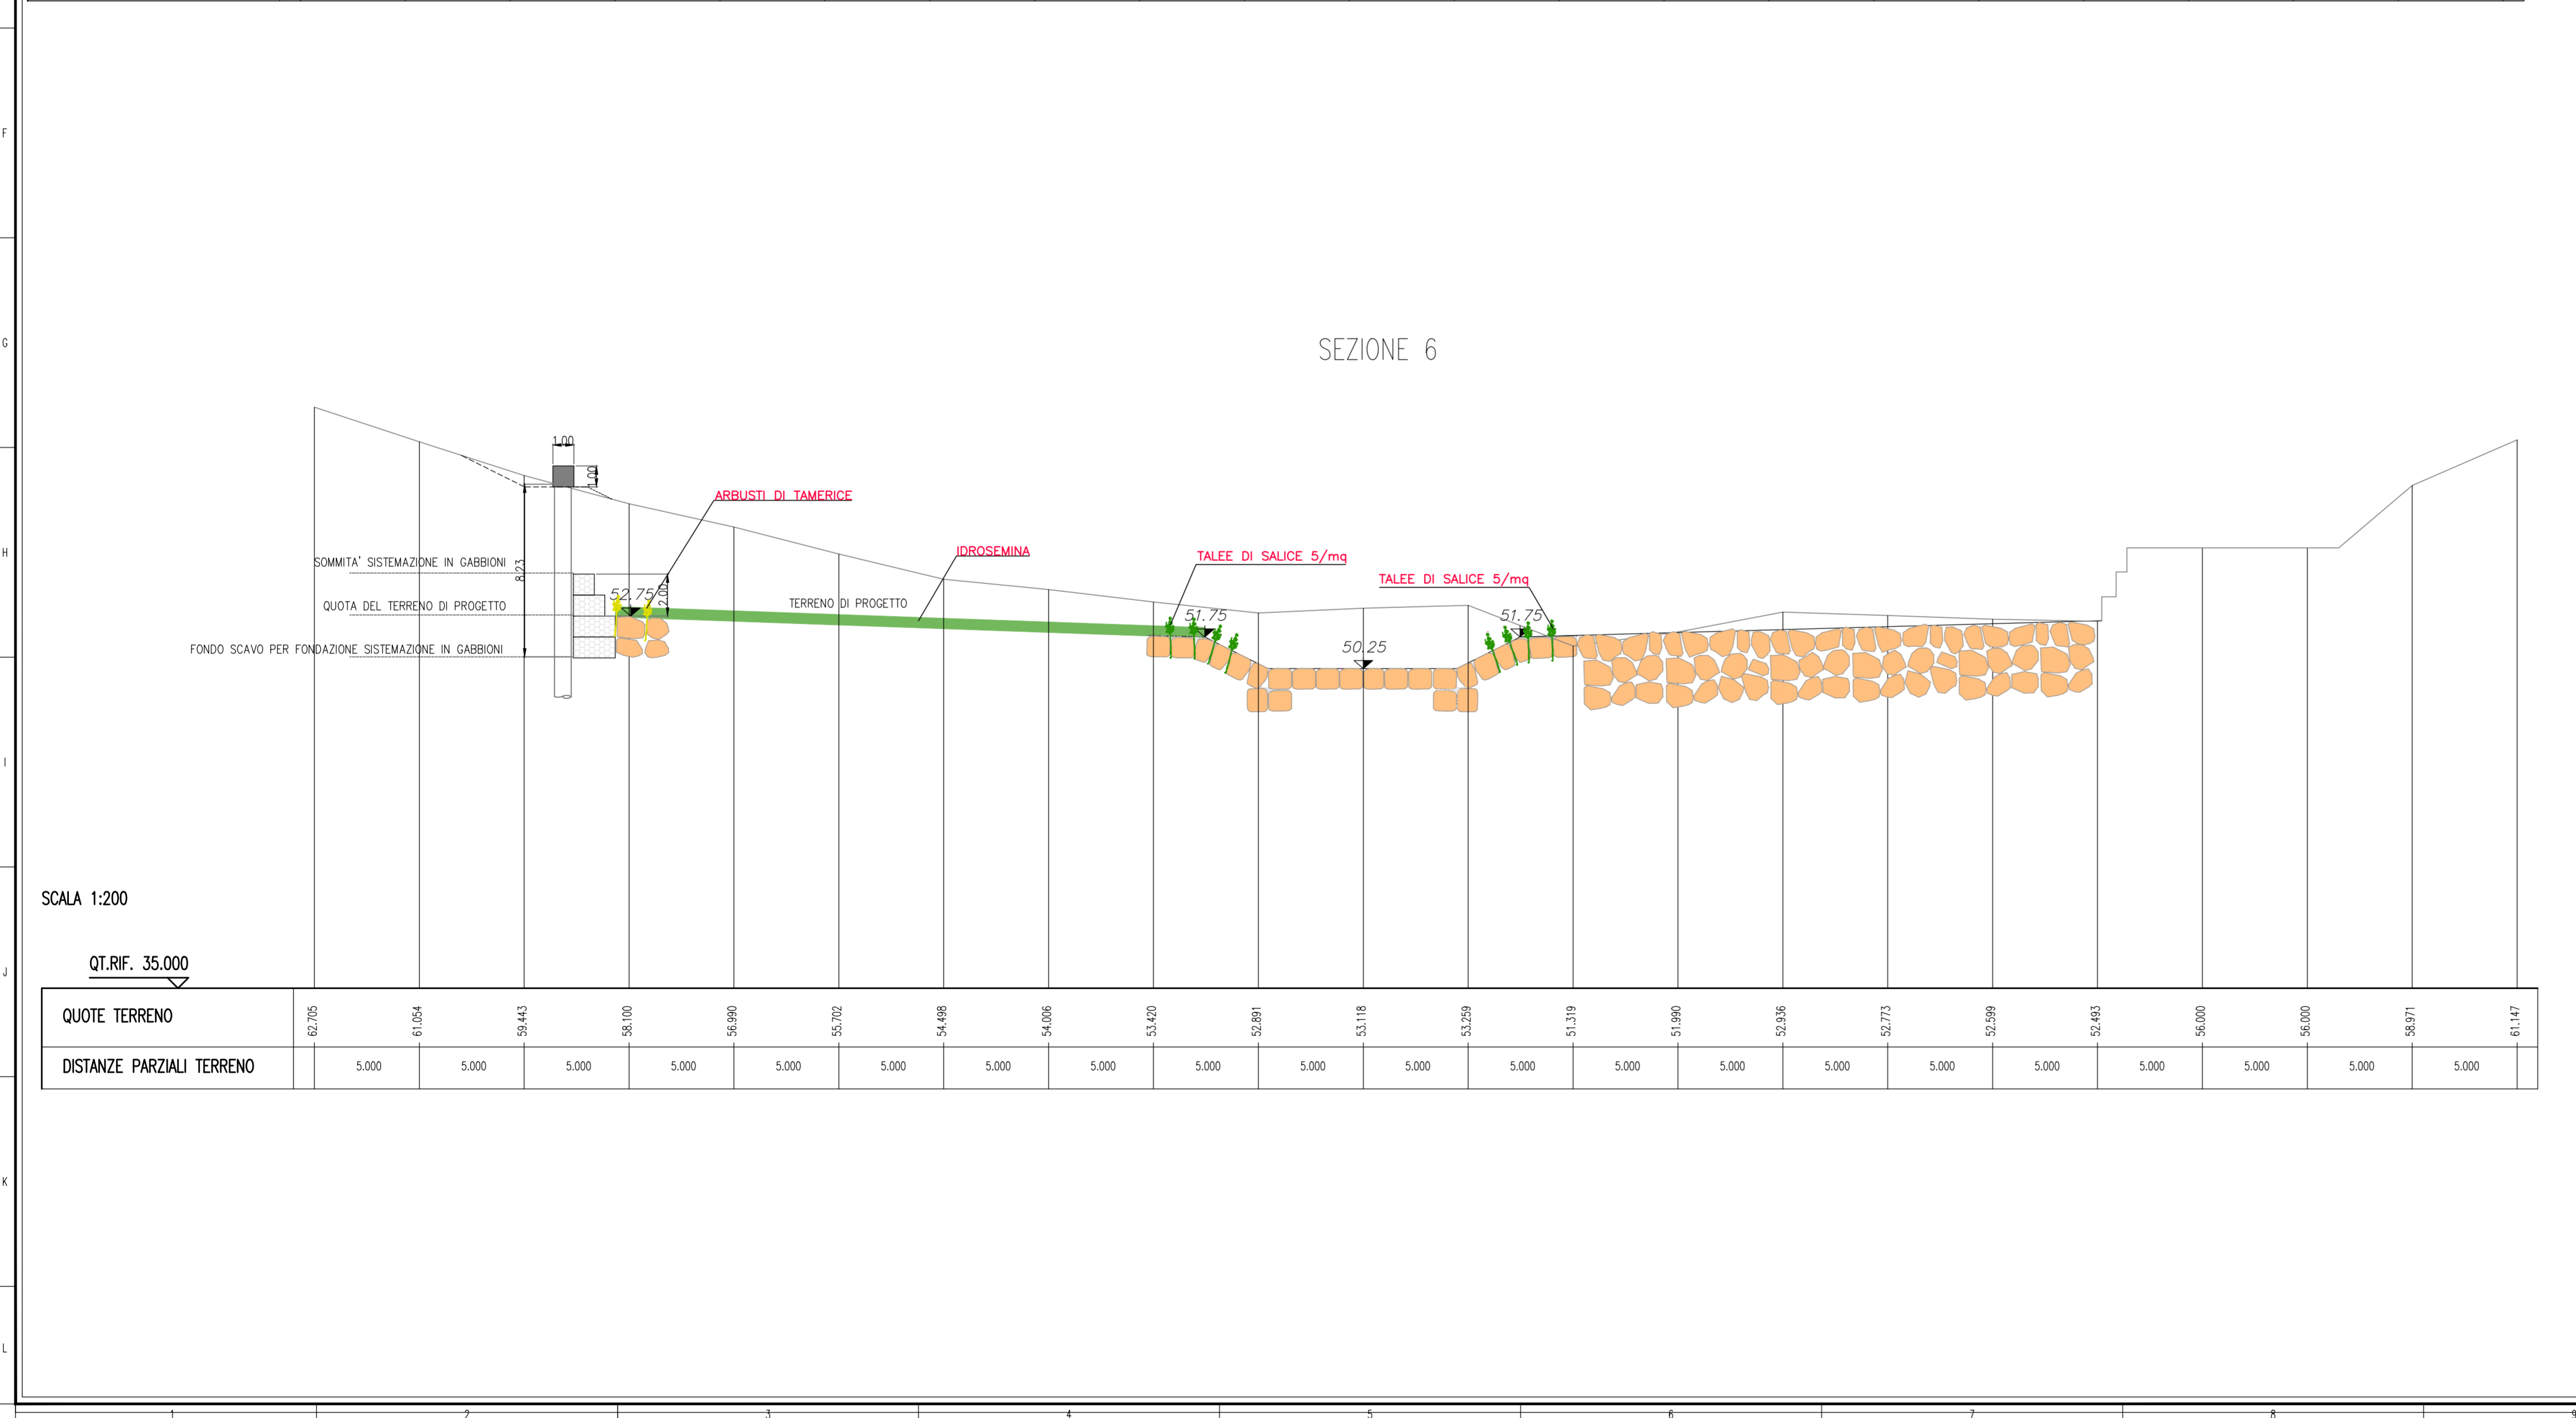 F
G
SEZIONE 6
1.00
1.00
ARBUSTI DI TAMERICE
H
IDROSEMINA
TALEE DI SALICE 5/mq
SOMMITA' SISTEMAZIONE IN GABBIONI
8.23
TALEE DI SALICE 5/mq
52.75
2.00
QUOTA DEL TERRENO DI PROGETTO
TERRENO DI PROGETTO
51.75
51.75
FONDO SCAVO PER FONDAZIONE SISTEMAZIONE IN GABBIONI
50.25
I
SCALA 1:200
QT.RIF. 35.000
J
QUOTE TERRENO 62.705 61.054 59.443 58.100 56.990 55.702 54.498 54.006 53.420 52.891 53.118 53.259 51.319 51.990 52.936 52.773 52.599 52.493 56.000 56.000 58.971 61.147
DISTANZE PARZIALI TERRENO 5.000 5.000 5.000 5.000 5.000 5.000 5.000 5.000 5.000 5.000 5.000 5.000 5.000 5.000 5.000 5.000 5.000 5.000 5.000 5.000 5.000
K
L
1 2 3 4 5 6 7 8 9